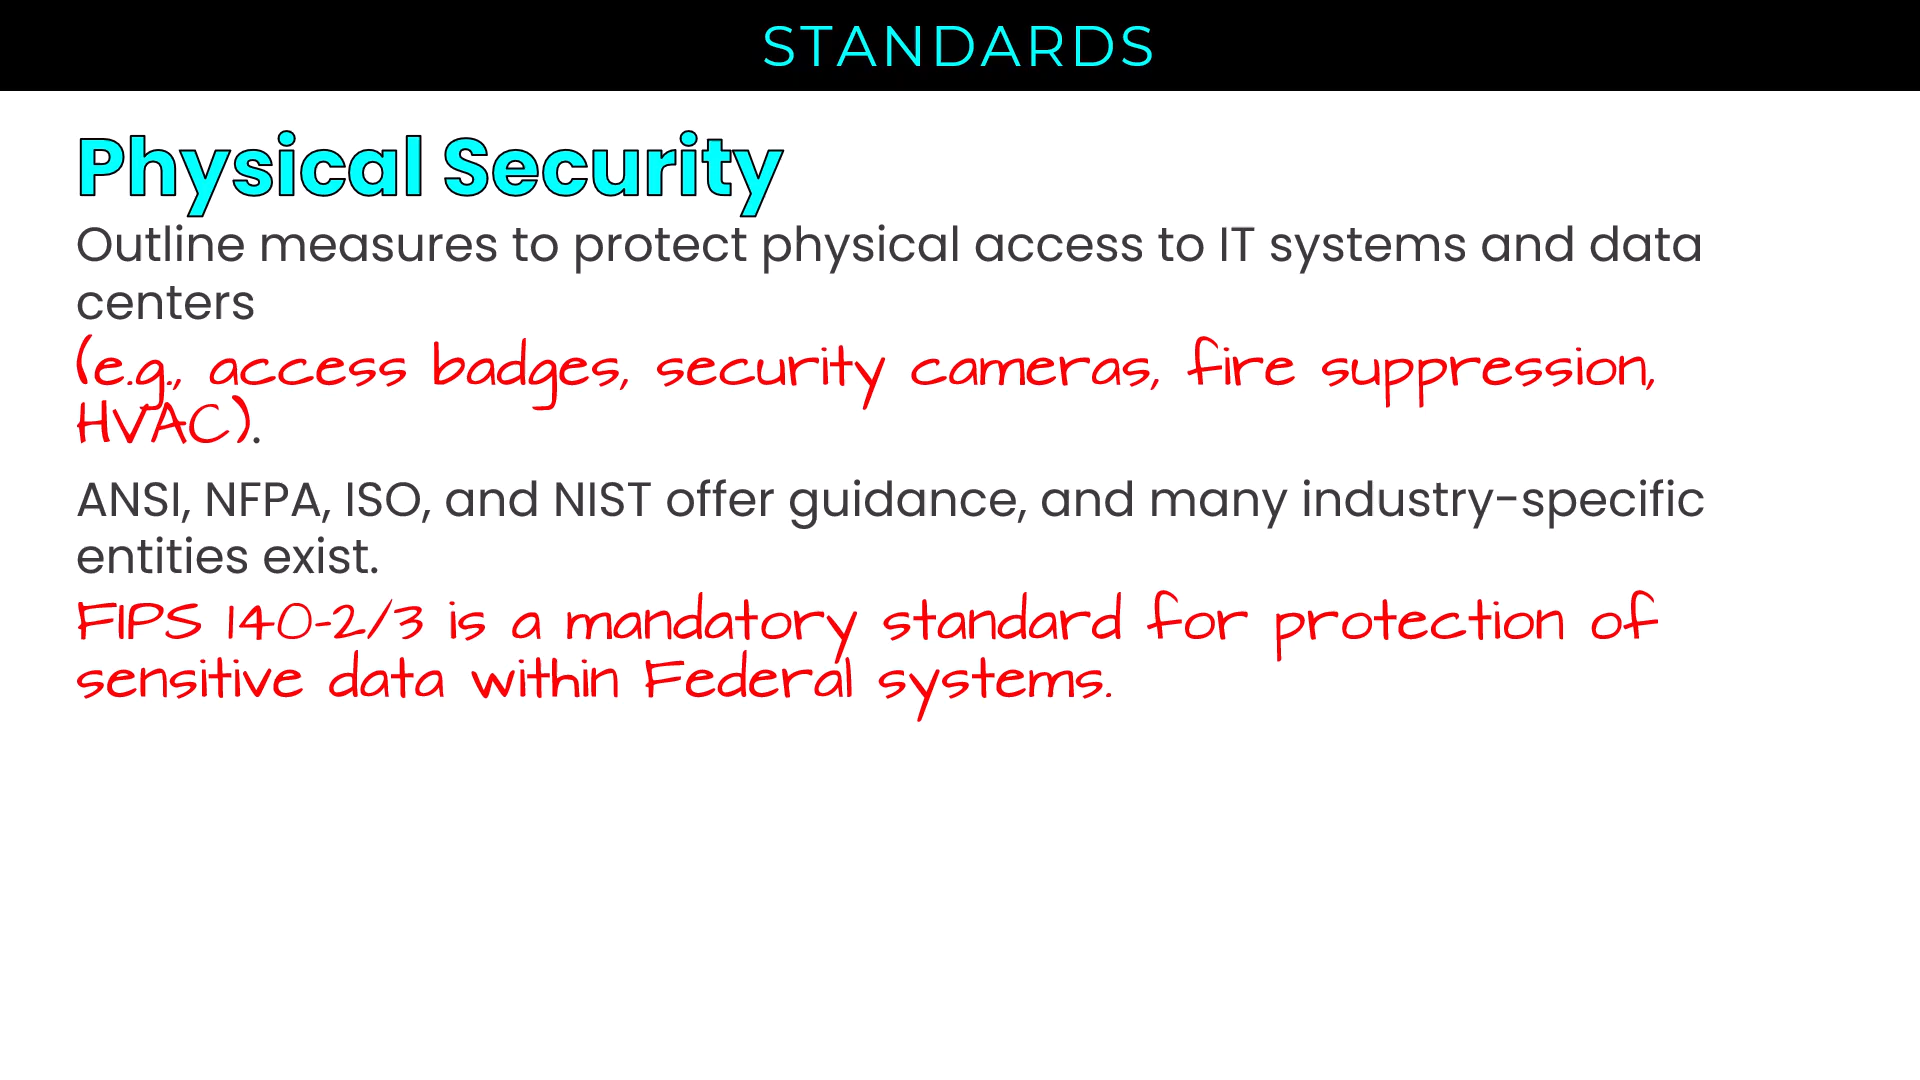 STANDARDS
Physical Security
Outline measures to protect physical access to IT systems and data
centers
(e.g., access badges, security cameras, fire suppression,
HVAC).
ANSI, NFPA, ISO, and NIST offer guidance, and many industry-specific
entities exist.
FIPS 140-2/3 is a mandatory standard for protection of
sensitive data within Federal systems.